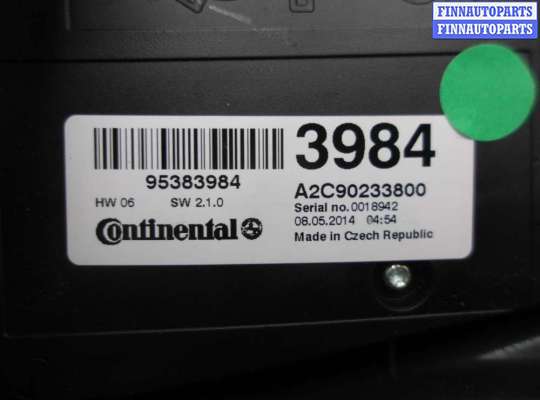 FINNAUTOPARTS
FINNAUTOPARTS
3984
95383984
HW 06 SW 2.1.0
Continental
A2C90233800
Serial no. 0018942
08.05.2014 04:54
Made in Czech Republic